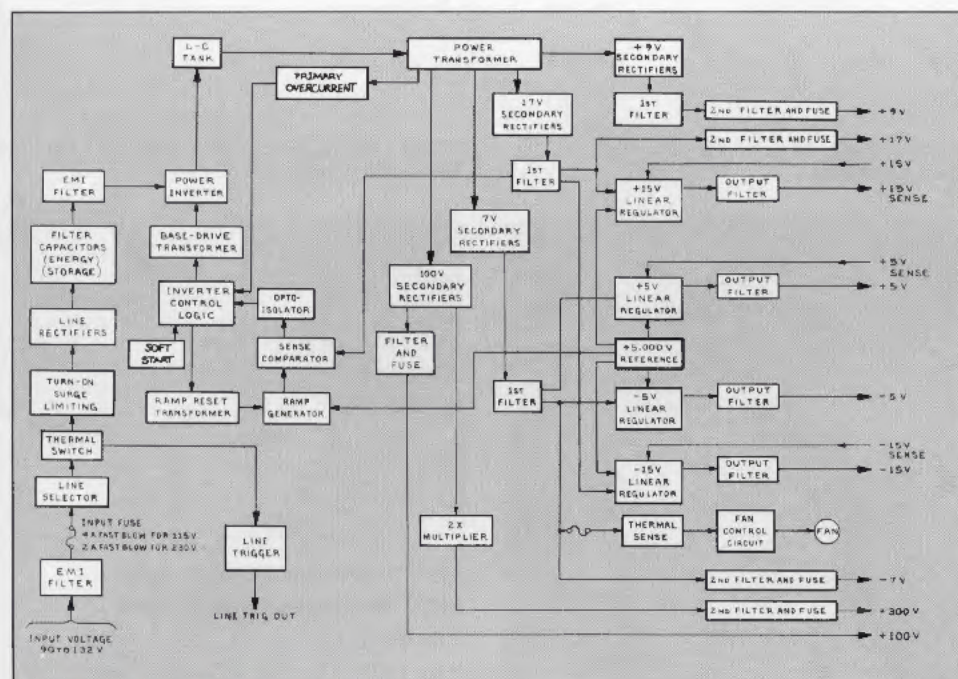 L-C
TANK
POWER
TRANSFORMER
+9V
SECONDARY
RECTIFIERS
PRIMARY
OVERCURRENT
17V
SECONDARY
RECTIFIERS
1ST
FILTER
2ND FILTER AND FUSE
+9V
2ND FILTER AND FUSE
+17V
EMI
FILTER
POWER
INVERTER
1ST
FILTER
+15V
LINEAR
REGULATOR
OUTPUT
FILTER
+15V
+15V
SENSE
7V
SECONDARY
RECTIFIERS
FILTER
CAPACITORS
(ENERGY)
(STORAGE)
BASE-DRIVE
TRANSFORMER
100V
SECONDARY
RECTIFIERS
INVERTER
CONTROL
LOGIC
OPTO-
ISOLATOR
+5V
LINEAR
REGULATOR
OUTPUT
FILTER
+5V
SENSE
+5V
LINE
RECTIFIERS
SOFT
START
SENSE
COMPARATOR
FILTER
AND
FUSE
+5.000V
REFERENCE
TURN-ON
SURGE
LIMITING
RAMP RESET
TRANSFORMER
RAMP
GENERATOR
1ST
FILTER
-5V
LINEAR
REGULATOR
OUTPUT
FILTER
-5V
THERMAL
SWITCH
-15V
LINEAR
REGULATOR
OUTPUT
FILTER
-15V
SENSE
-15V
LINE
SELECTOR
INPUT FUSE
4A FAST BLOW FOR 115V
2A FAST BLOW FOR 230V
LINE
TRIGGER
2X
MULTIPLIER
THERMAL
SENSE
FAN
CONTROL
CIRCUIT
FAN
EMI
FILTER
2ND FILTER AND FUSE
-7V
LINE TRIG OUT
2ND FILTER AND FUSE
+300V
INPUT VOLTAGE
90 TO 132V
+100V